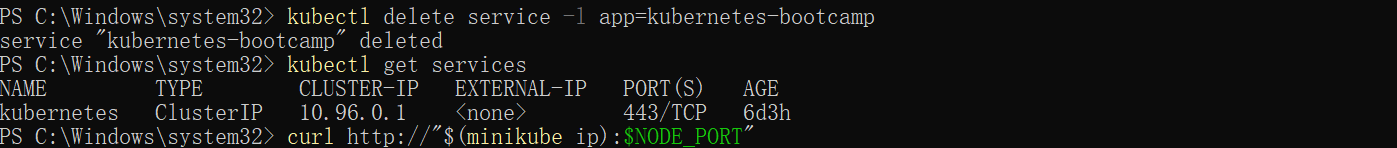 PS C:\Windows\system32> kubectl delete service -l app=kubernetes-bootcamp
service "kubernetes-bootcamp" deleted
PS C:\Windows\system32> kubectl get services
NAME         TYPE        CLUSTER-IP   EXTERNAL-IP   PORT(S)   AGE
kubernetes   ClusterIP   10.96.0.1    <none>        443/TCP   6d3h
PS C:\Windows\system32> curl http://"$(minikube ip):$NODE_PORT"